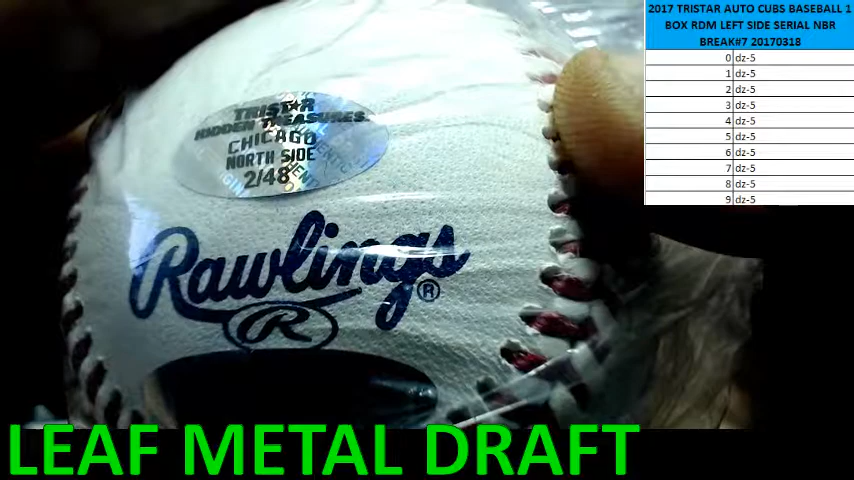 2017 TRISTAR AUTO CUBS BASEBALL 1
BOX RDM LEFT SIDE SERIAL NBR
BREAK#7 20170318
0 dz-5
1 dz-5
2 dz-5
3 dz-5
4 dz-5
5 dz-5
6 dz-5
7 dz-5
8 dz-5
9 dz-5
TRISTAR
HIDDEN TREASURES
CHICAGO
NORTH SIDE
2/48
Rawlings®
R
LEAF METAL DRAFT